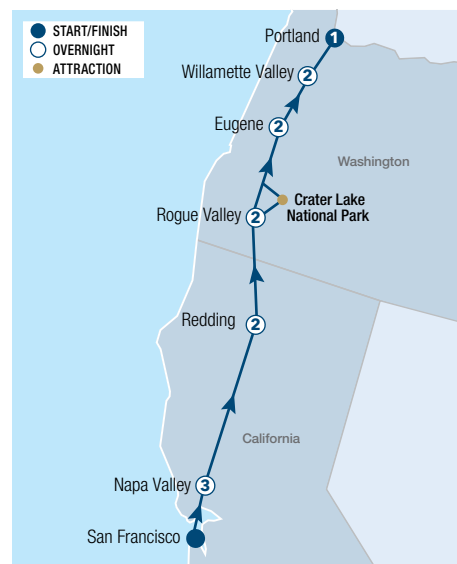 START/FINISH
OVERNIGHT
ATTRACTION
Portland 1
Willamette Valley 2
Eugene 2
Washington
Crater Lake
National Park
Rogue Valley 2
Redding 2
California
Napa Valley 3
San Francisco